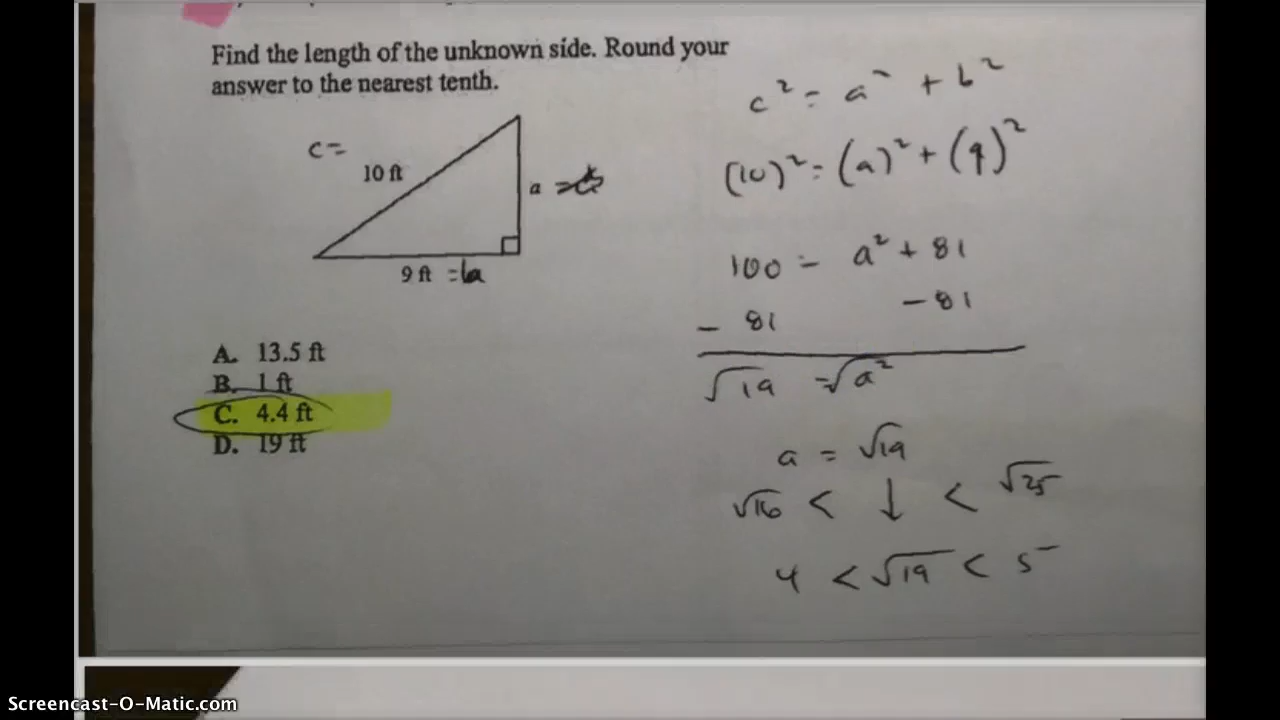 Find the length of the unknown side. Round your
answer to the nearest tenth.
c =
10 ft
a =
9 ft =
A. 13.5 ft
B. 1 ft
C. 4.4 ft
D. 19 ft
c² = a² + b²
(10)² = (a)² + (9)²
100 = a² + 81
- 81 - 81
√19 = √a²
a = √19
√16 < ↓ < √25
4 < √19 < 5
Screencast-O-Matic.com